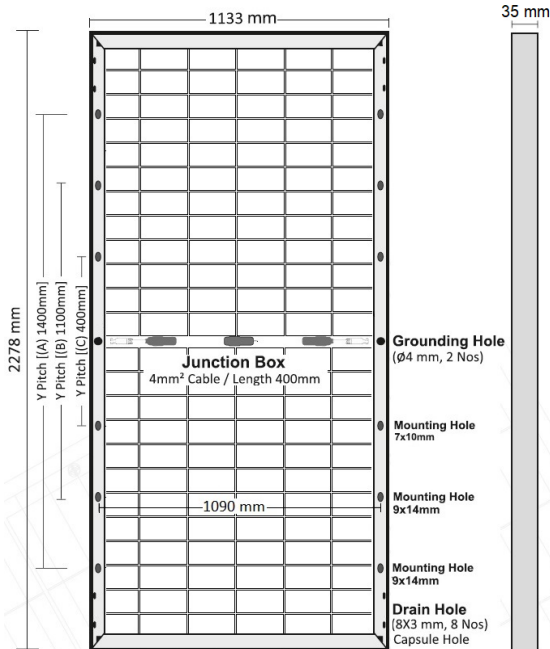 1133 mm
35 mm
2278 mm
Y Pitch [(A) 1400mm]
Y Pitch [(B) 1100mm]
Y Pitch [(C) 400mm]
Grounding Hole
(Ø4 mm, 2 Nos)
Junction Box
4mm² Cable / Length 400mm
Mounting Hole
7x10mm
1090 mm
Mounting Hole
9x14mm
Mounting Hole
9x14mm
Drain Hole
(8X3 mm, 8 Nos)
Capsule Hole